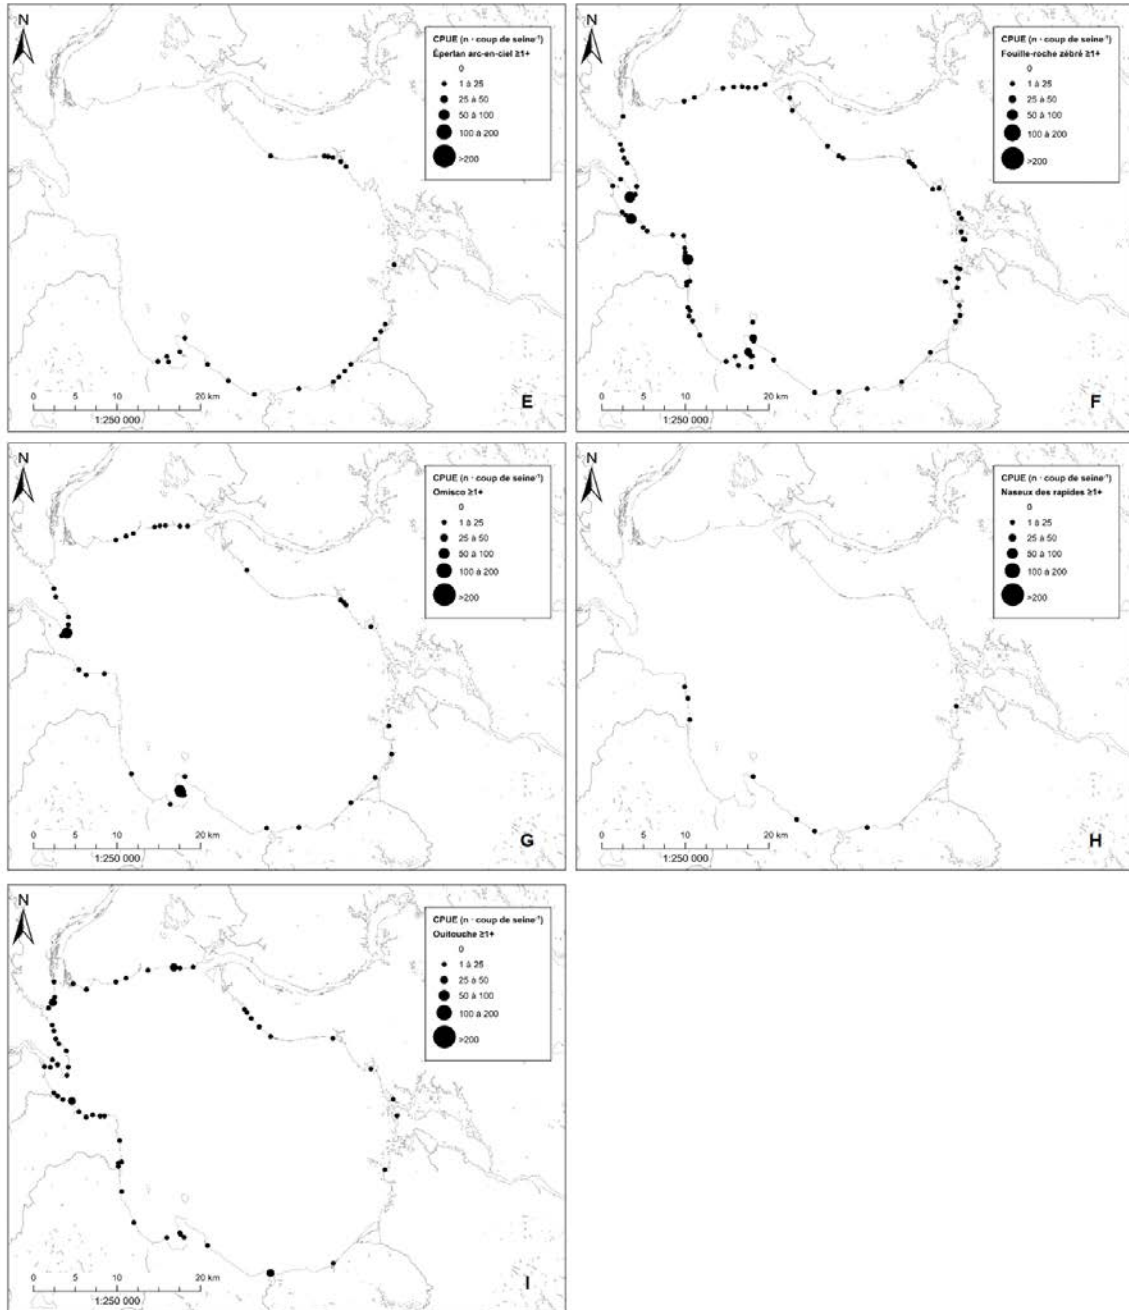 N
CPUE (n · coup de seine⁻¹)
Éperlan arc-en-ciel ≥1+
0
1 à 25
25 à 50
50 à 100
100 à 200
>200
0 5 10 20 km
1:250 000
E
N
CPUE (n · coup de seine⁻¹)
Fouille-roche zébré ≥1+
0
1 à 25
25 à 50
50 à 100
100 à 200
>200
0 5 10 20 km
1:250 000
F
N
CPUE (n · coup de seine⁻¹)
Omisco ≥1+
0
1 à 25
25 à 50
50 à 100
100 à 200
>200
0 5 10 20 km
1:250 000
G
N
CPUE (n · coup de seine⁻¹)
Naseux des rapides ≥1+
0
1 à 25
25 à 50
50 à 100
100 à 200
>200
0 5 10 20 km
1:250 000
H
N
CPUE (n · coup de seine⁻¹)
Ouitouche ≥1+
0
1 à 25
25 à 50
50 à 100
100 à 200
>200
0 5 10 20 km
1:250 000
I